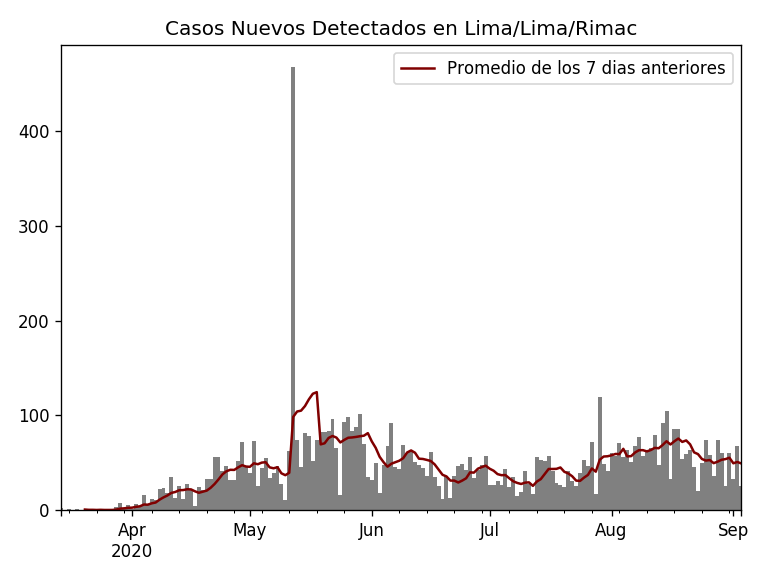 Casos Nuevos Detectados en Lima/Lima/Rimac
Promedio de los 7 dias anteriores
400
300
200
100
0
Apr May Jun Jul Aug Sep
2020